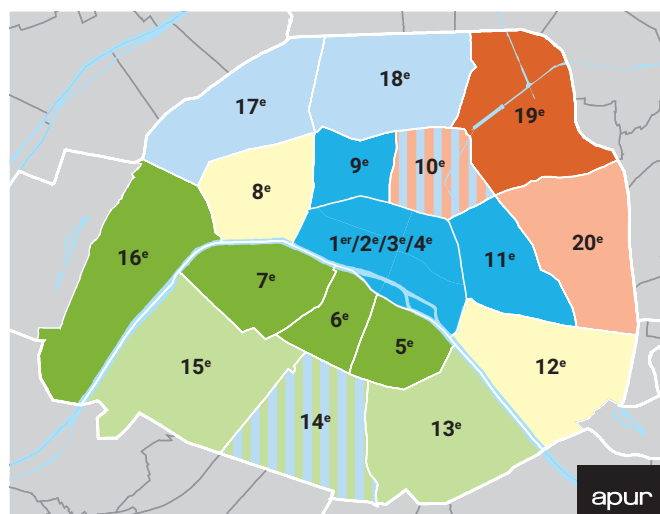 18ᵉ
17ᵉ
19ᵉ
9ᵉ
10ᵉ
8ᵉ
20ᵉ
1ᵉʳ/2ᵉ/3ᵉ/4ᵉ
16ᵉ
11ᵉ
7ᵉ
6ᵉ
5ᵉ
15ᵉ
12ᵉ
14ᵉ
13ᵉ
apur